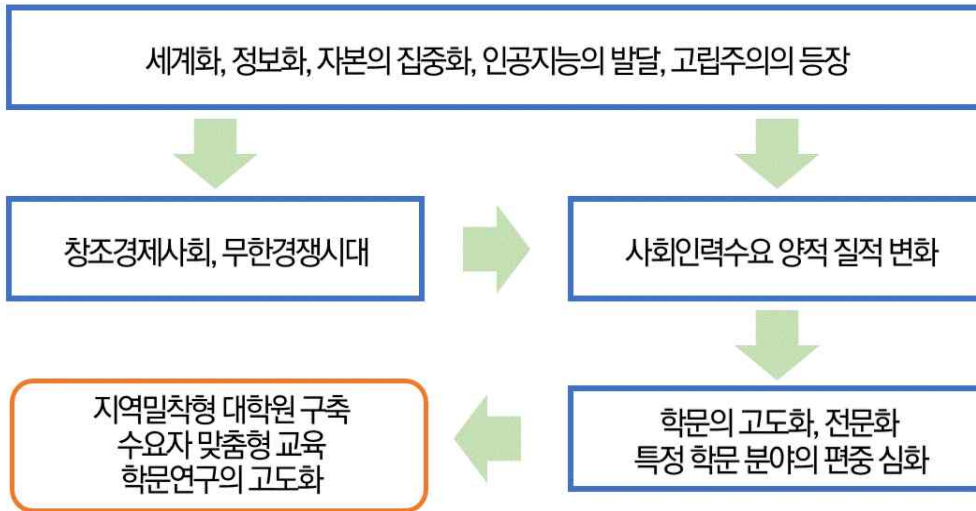 세계화, 정보화, 자본의 집중화, 인공지능의 발달, 고립주의의 등장
창조경제사회, 무한경쟁시대
사회인력수요 양적 질적 변화
학문의 고도화, 전문화
특정 학문 분야의 편중 심화
지역밀착형 대학원 구축
수요자 맞춤형 교육
학문연구의 고도화